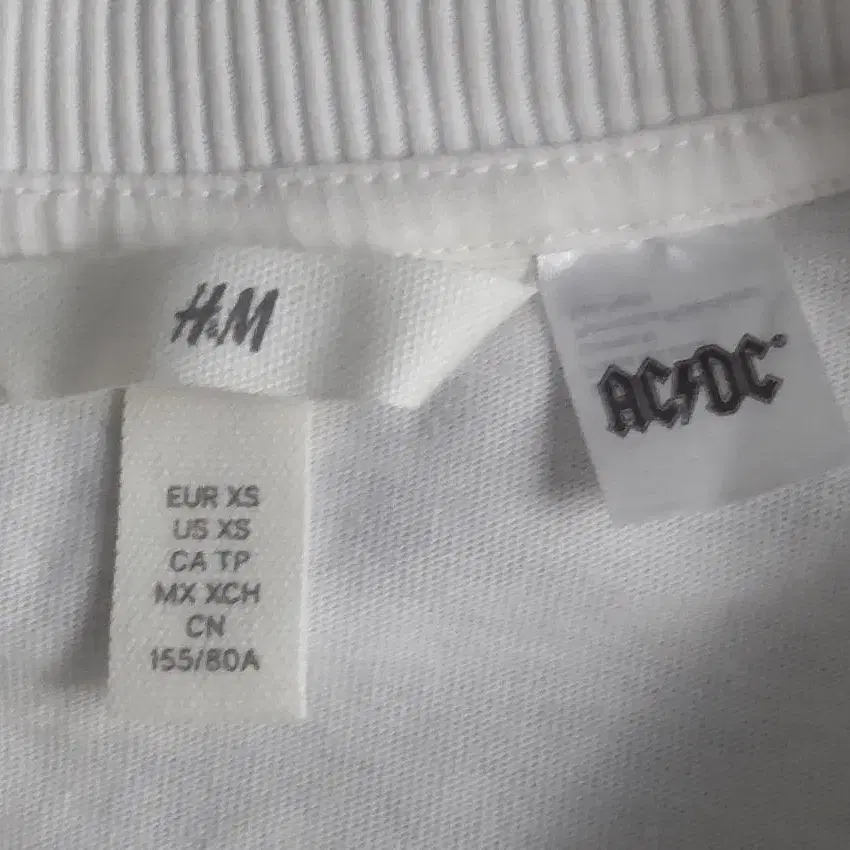 H&M
EUR XS
US XS
CA TP
MX XCH
CN
155/80A
AC/DC